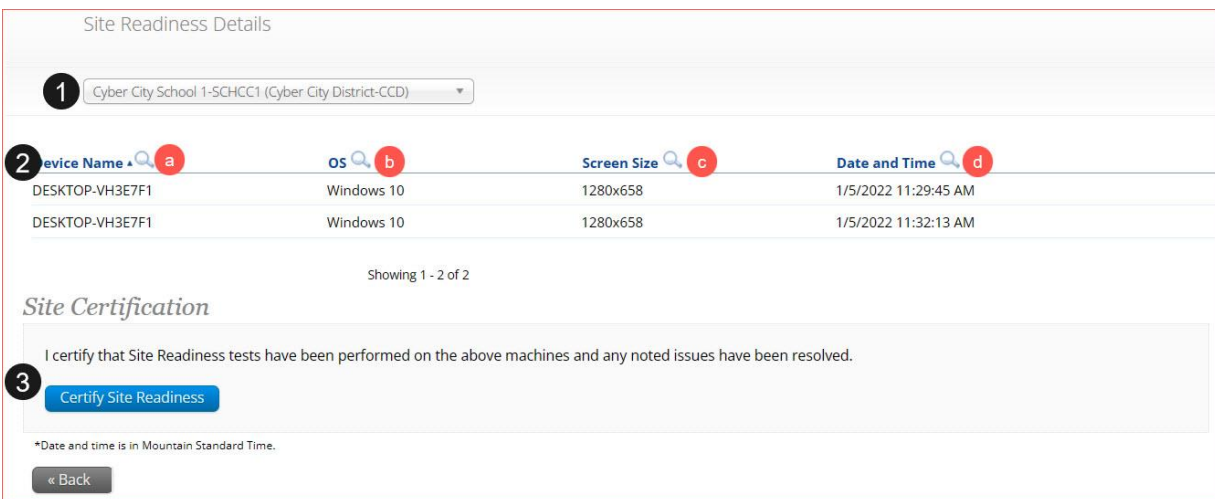 Site Readiness Details
1 Cyber City School 1-SCHCC1 (Cyber City District-CCD)
2 evice Name a OS b Screen Size c Date and Time d
DESKTOP-VH3E7F1 Windows 10 1280x658 1/5/2022 11:29:45 AM
DESKTOP-VH3E7F1 Windows 10 1280x658 1/5/2022 11:32:13 AM
Showing 1 - 2 of 2
Site Certification
I certify that Site Readiness tests have been performed on the above machines and any noted issues have been resolved.
3 Certify Site Readiness
*Date and time is in Mountain Standard Time.
« Back